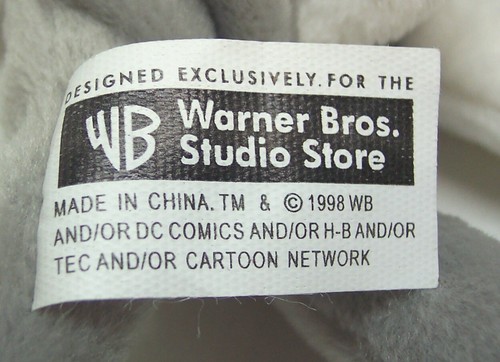 DESIGNED EXCLUSIVELY.FOR THE
WB Warner Bros.
Studio Store
MADE IN CHINA. TM & © 1998 WB
AND/OR DC COMICS AND/OR H-B AND/OR
TEC AND/OR CARTOON NETWORK